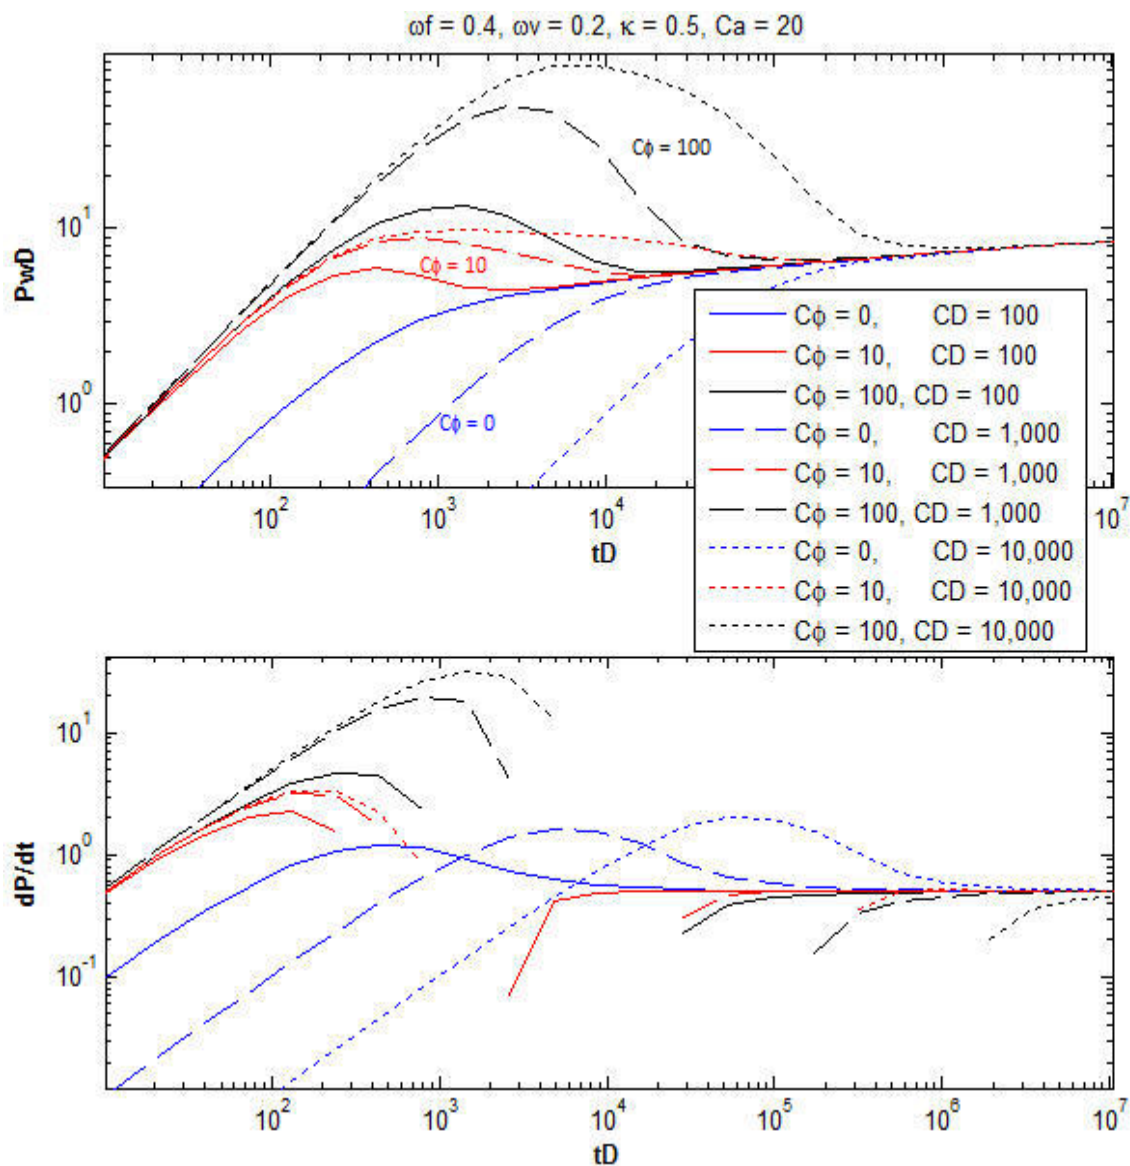 ωf = 0.4, ωv = 0.2, κ = 0.5, Ca = 20
PwD
10¹
10⁰
Cϕ = 100
Cϕ = 10
Cϕ = 0
10²
10³
10⁴
10⁷
tD
Cϕ = 0, CD = 100
Cϕ = 10, CD = 100
Cϕ = 100, CD = 100
Cϕ = 0, CD = 1,000
Cϕ = 10, CD = 1,000
Cϕ = 100, CD = 1,000
Cϕ = 0, CD = 10,000
Cϕ = 10, CD = 10,000
Cϕ = 100, CD = 10,000
dP/dt
10¹
10⁰
10⁻¹
10²
10³
10⁴
10⁵
10⁶
10⁷
tD